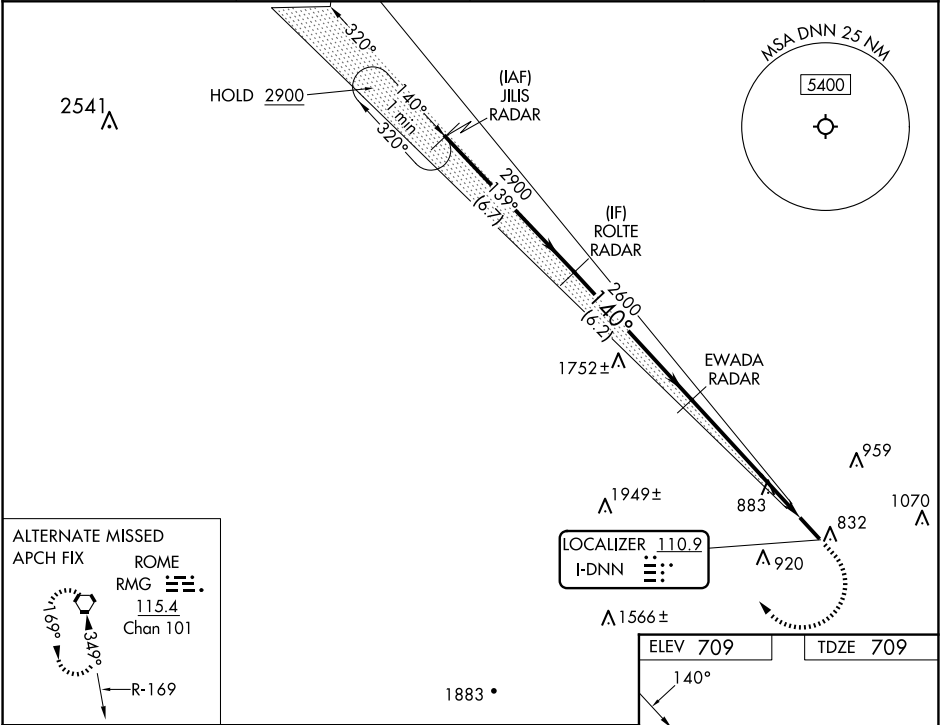 320°
MSA DNN 25 NM
5400
(IAF)
JILIS
RADAR
HOLD 2900
140°
1 min
320°
2541
2900
139°
(6.7)
(IF)
ROLTE
RADAR
2600
140°
(6.2)
1752±
EWADA
RADAR
959
1949±
883
1070
832
LOCALIZER 110.9
I-DNN
920
1566±
ALTERNATE MISSED
APCH FIX
ROME
RMG
115.4
Chan 101
169°
349°
R-169
1883
ELEV 709
TDZE 709
140°